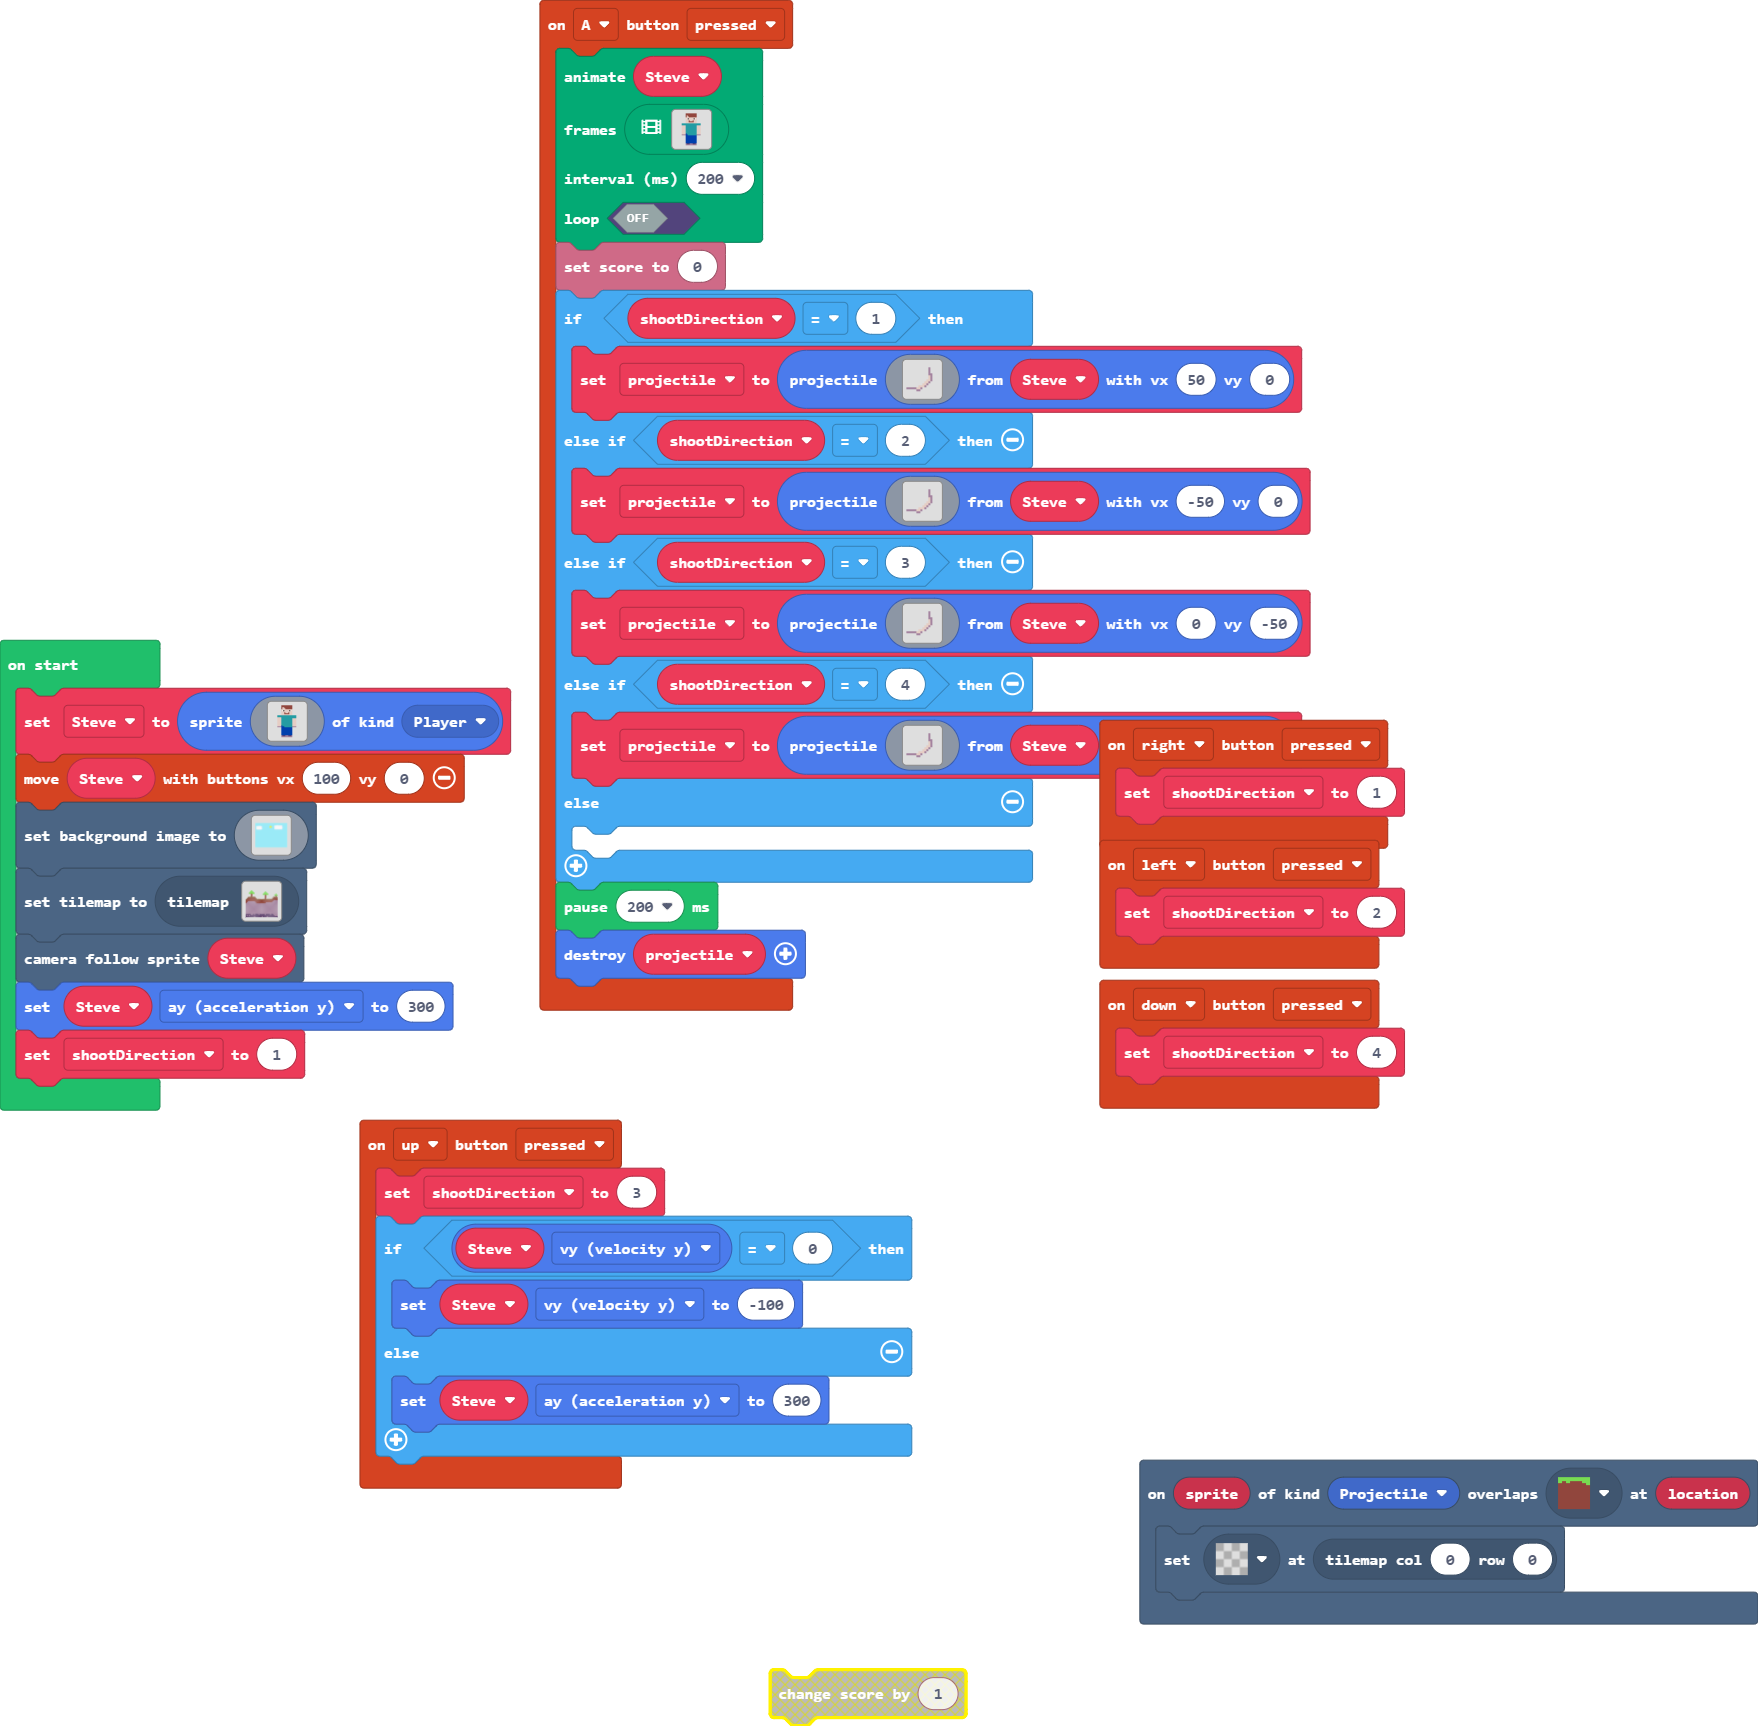 on A button pressed
animate Steve
frames
interval (ms) 200
loop OFF
set score to 0
if shootDirection = 1 then
set projectile to projectile from Steve with vx 50 vy 0
else if shootDirection = 2 then
set projectile to projectile from Steve with vx -50 vy 0
else if shootDirection = 3 then
set projectile to projectile from Steve with vx 0 vy -50
else if shootDirection = 4 then
set projectile to projectile from Steve
else
pause 200 ms
destroy projectile
on start
set Steve to sprite of kind Player
move Steve with buttons vx 100 vy 0
set background image to
set tilemap to tilemap
camera follow sprite Steve
set Steve ay (acceleration y) to 300
set shootDirection to 1
on right button pressed
set shootDirection to 1
on left button pressed
set shootDirection to 2
on down button pressed
set shootDirection to 4
on up button pressed
set shootDirection to 3
if Steve vy (velocity y) = 0 then
set Steve vy (velocity y) to -100
else
set Steve ay (acceleration y) to 300
on sprite of kind Projectile overlaps at location
set at tilemap col 0 row 0
change score by 1